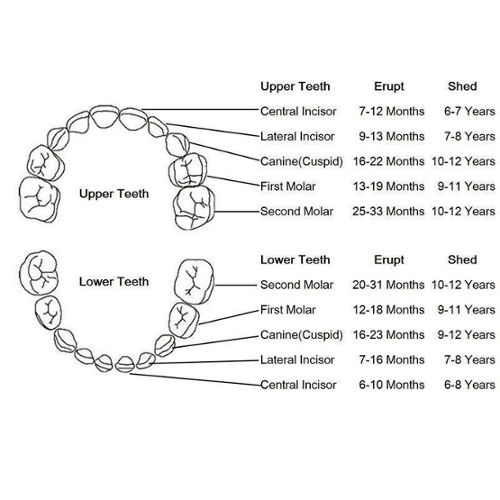 Upper Teeth Erupt Shed
Central Incisor 7-12 Months 6-7 Years
Lateral Incisor 9-13 Months 7-8 Years
Canine(Cuspid) 16-22 Months 10-12 Years
First Molar 13-19 Months 9-11 Years
Second Molar 25-33 Months 10-12 Years
Upper Teeth
Lower Teeth Erupt Shed
Second Molar 20-31 Months 10-12 Years
First Molar 12-18 Months 9-11 Years
Canine(Cuspid) 16-23 Months 9-12 Years
Lateral Incisor 7-16 Months 7-8 Years
Central Incisor 6-10 Months 6-8 Years
Lower Teeth